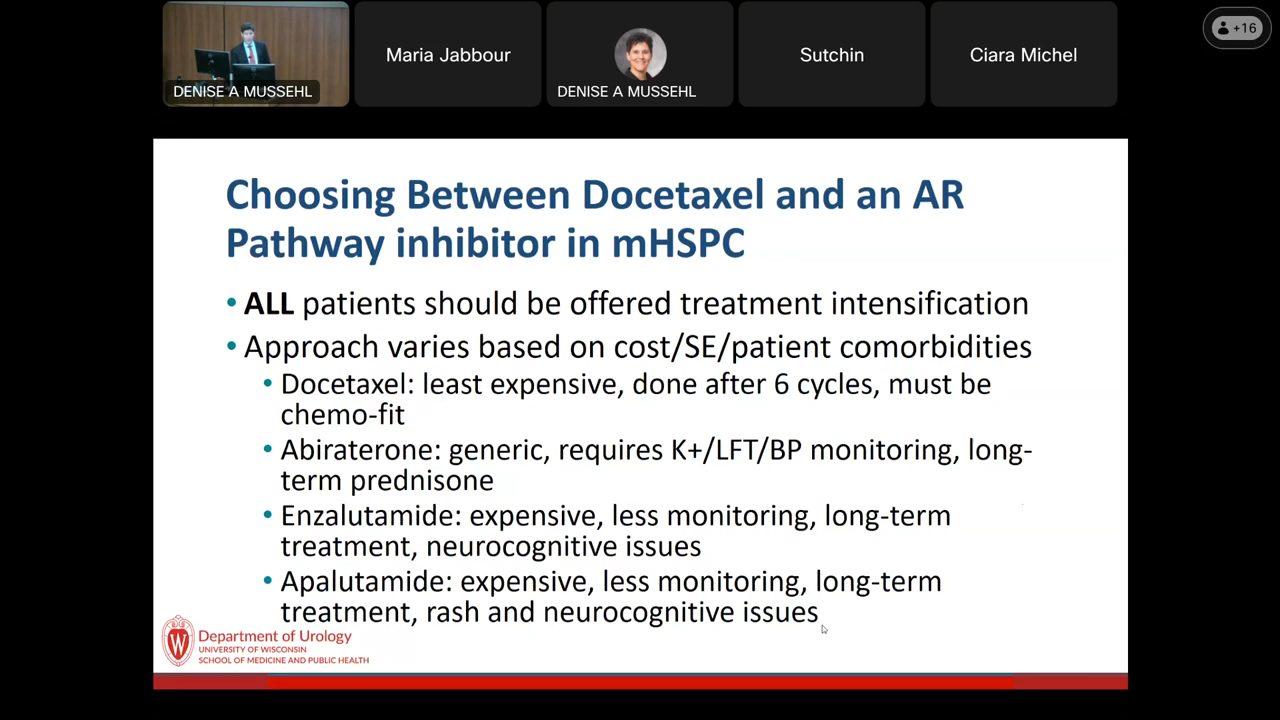 DENISE A MUSSEHL
Maria Jabbour
DENISE A MUSSEHL
Sutchin
Ciara Michel
+16
Choosing Between Docetaxel and an AR
Pathway inhibitor in mHSPC
• ALL patients should be offered treatment intensification
• Approach varies based on cost/SE/patient comorbidities
• Docetaxel: least expensive, done after 6 cycles, must be
chemo-fit
• Abiraterone: generic, requires K+/LFT/BP monitoring, long-
term prednisone
• Enzalutamide: expensive, less monitoring, long-term
treatment, neurocognitive issues
• Apalutamide: expensive, less monitoring, long-term
treatment, rash and neurocognitive issues
W
Department of Urology
UNIVERSITY OF WISCONSIN
SCHOOL OF MEDICINE AND PUBLIC HEALTH